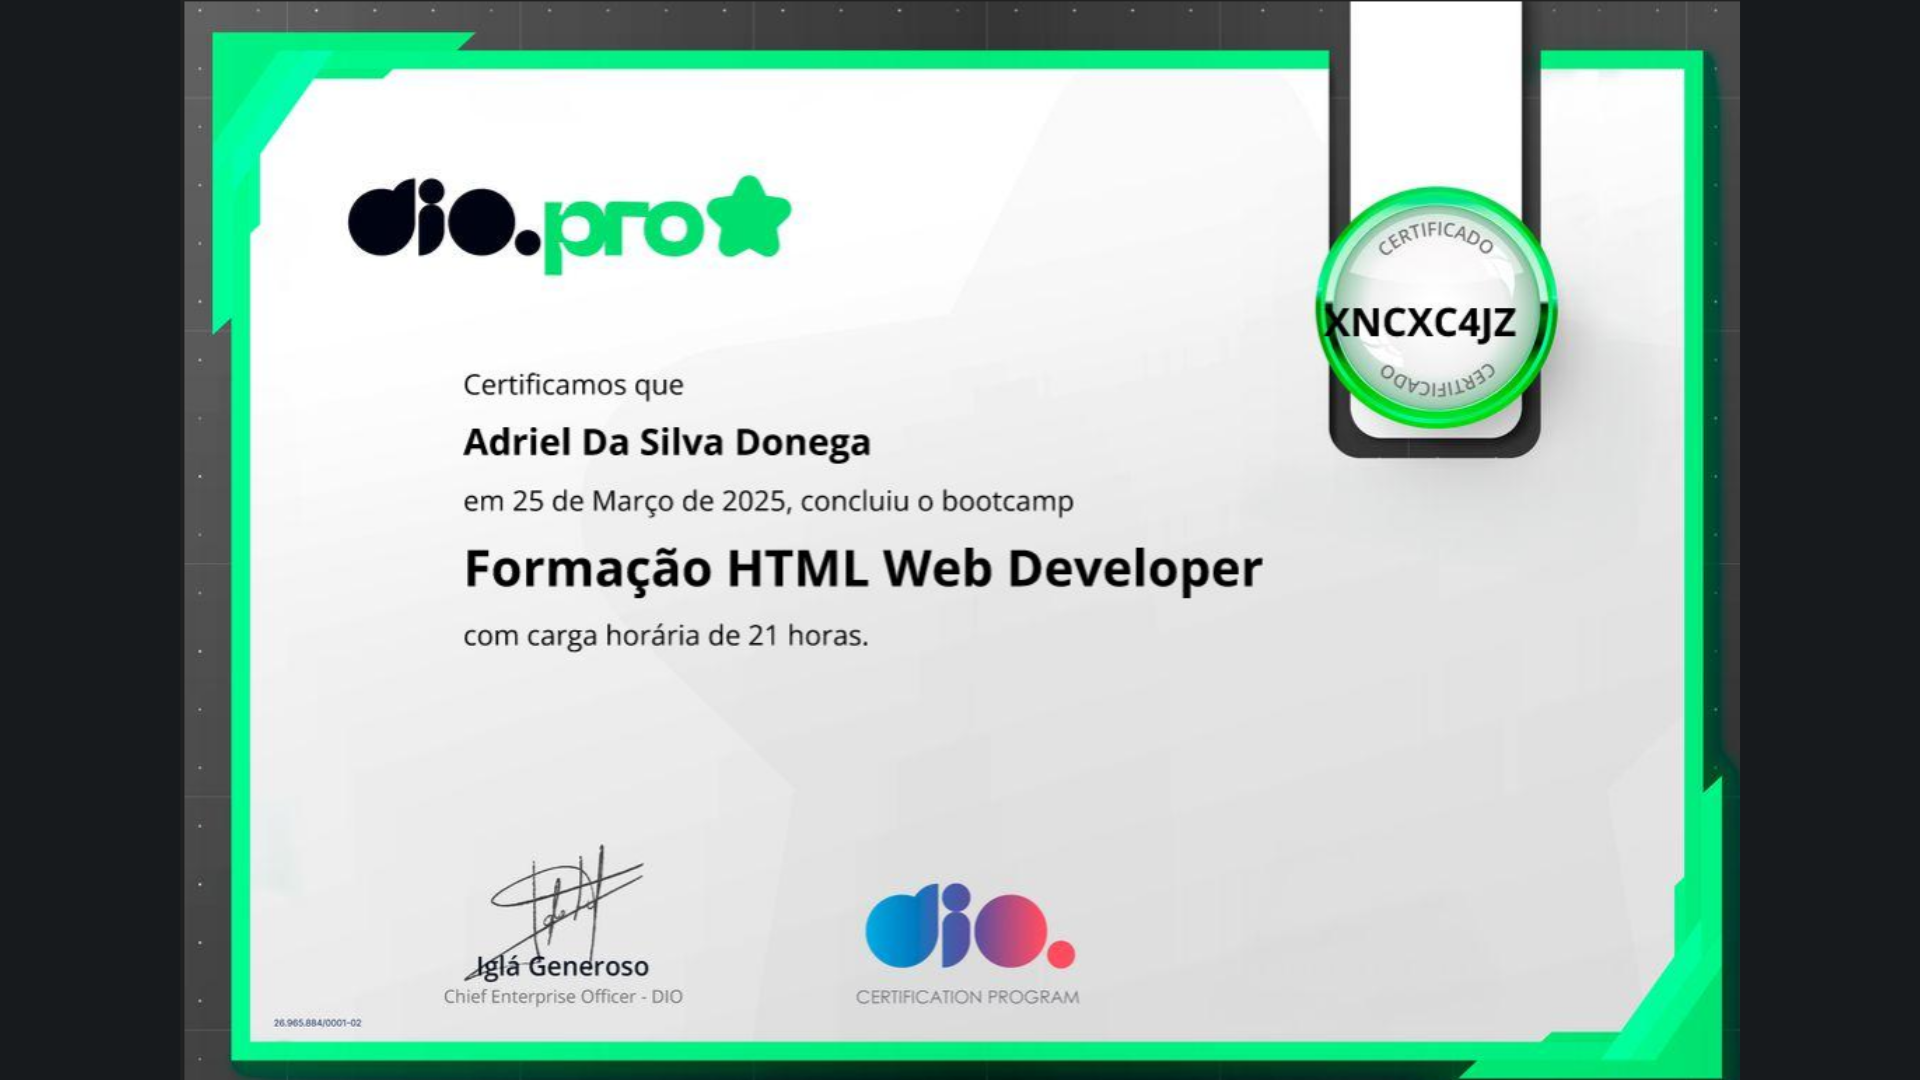 dio.pro
CERTIFICADO
XNCXC4JZ
CERTIFICADO
Certificamos que
Adriel Da Silva Donega
em 25 de Março de 2025, concluiu o bootcamp
Formação HTML Web Developer
com carga horária de 21 horas.
Iglá Generoso
Chief Enterprise Officer - DIO
dio.
CERTIFICATION PROGRAM
26.965.884/0001-02